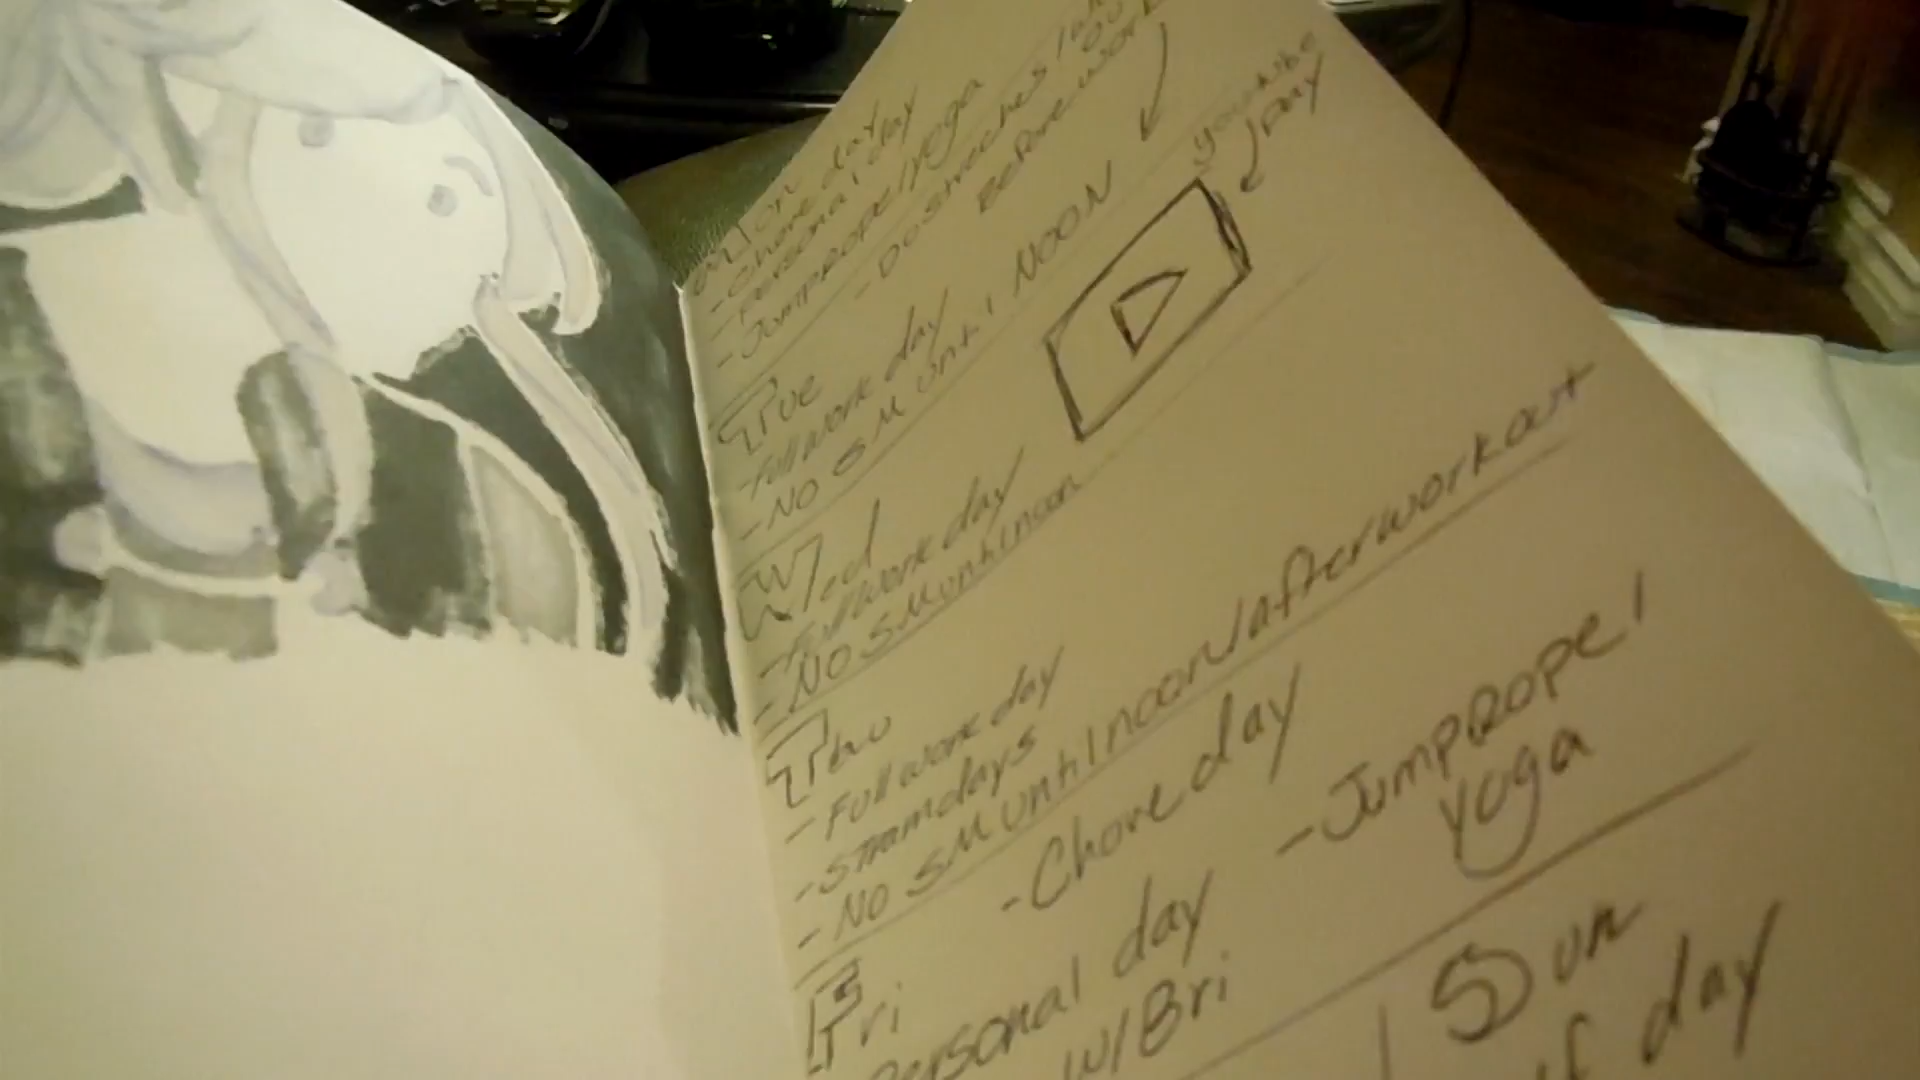 Mon
- Chore day
- Personal day
- Jumprope/yoga
- Do stretches
Before work
Tue
- full work day
- NO SM until NOON
youtube
Day
Wed
- Full work day
- NO SM until noon
Thu
- Full work day
- Stram days
- NO SM until noon/after workout
Fri
- Chore day
- JumpRope/
Yoga
Personal day
w/Bri
Sun
day